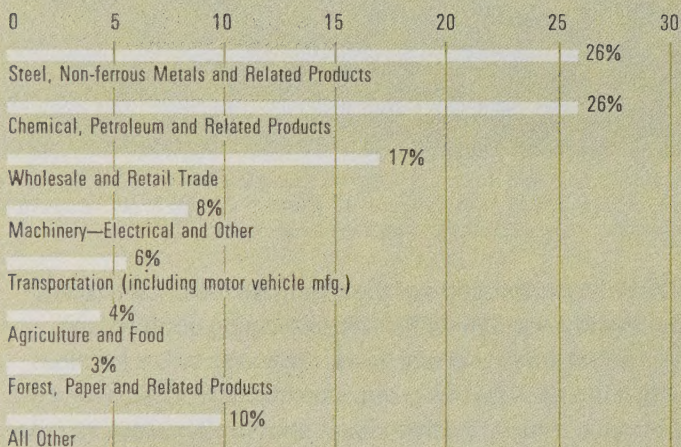 0 5 10 15 20 25 30
26%
Steel, Non-ferrous Metals and Related Products
26%
Chemical, Petroleum and Related Products
17%
Wholesale and Retail Trade
8%
Machinery—Electrical and Other
6%
Transportation (including motor vehicle mfg.)
4%
Agriculture and Food
3%
Forest, Paper and Related Products
10%
All Other